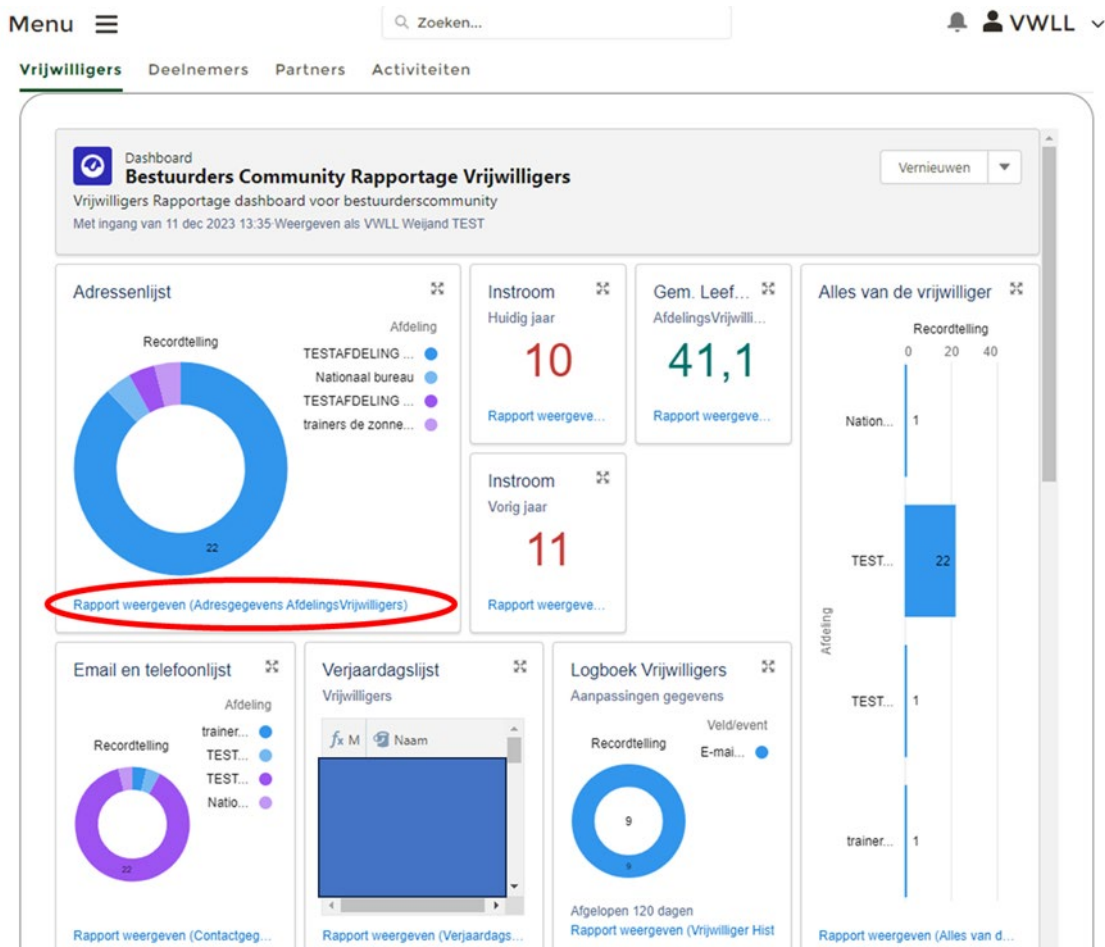 Menu
Zoeken...
VWLL
Vrijwilligers Deelnemers Partners Activiteiten
Dashboard
Bestuurders Community Rapportage Vrijwilligers
Vrijwilligers Rapportage dashboard voor bestuurderscommunity
Met ingang van 11 dec 2023 13:35·Weergeven als VWLL Weijand TEST
Vernieuwen
Adressenlijst
Recordtelling
Afdeling
TESTAFDELING ...
Nationaal bureau
TESTAFDELING ...
trainers de zonne...
22
Rapport weergeven (Adresgegevens AfdelingsVrijwilligers)
Instroom
Huidig jaar
10
Rapport weergeve...
Gem. Leef...
AfdelingsVrijwilli...
41,1
Rapport weergeve...
Instroom
Vorig jaar
11
Rapport weergeve...
Alles van de vrijwilliger
Recordtelling
0 20 40
Afdeling
Nation... 1
TEST... 22
TEST... 1
trainer... 1
Rapport weergeven (Alles van d...
Email en telefoonlijst
Afdeling
Recordtelling
trainer...
TEST...
TEST...
Natio...
22
Rapport weergeven (Contactgeg...
Verjaardagslijst
Vrijwilligers
fx M Naam
Rapport weergeven (Verjaardags...
Logboek Vrijwilligers
Aanpassingen gegevens
Veld/event
Recordtelling
E-mai...
9
9
Afgelopen 120 dagen
Rapport weergeven (Vrijwilliger Hist